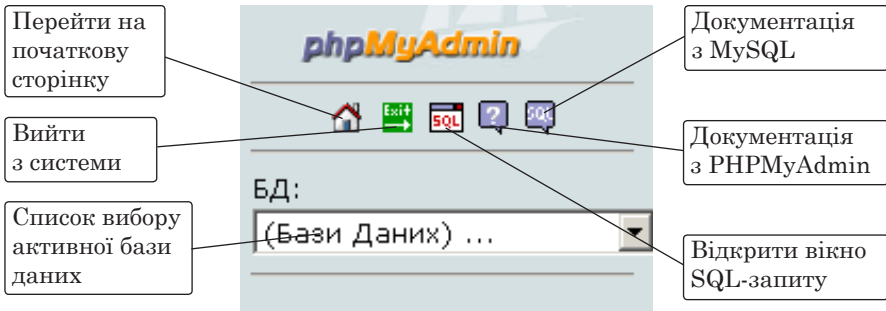 Перейти на
початкову
сторінку
Вийти
з системи
Список вибору
активної бази
даних
phpMyAdmin
Exit
SQL
?
SQL
БД:
(Бази Даних) ...
Документація
з MySQL
Документація
з PHPMyAdmin
Відкрити вікно
SQL-запиту